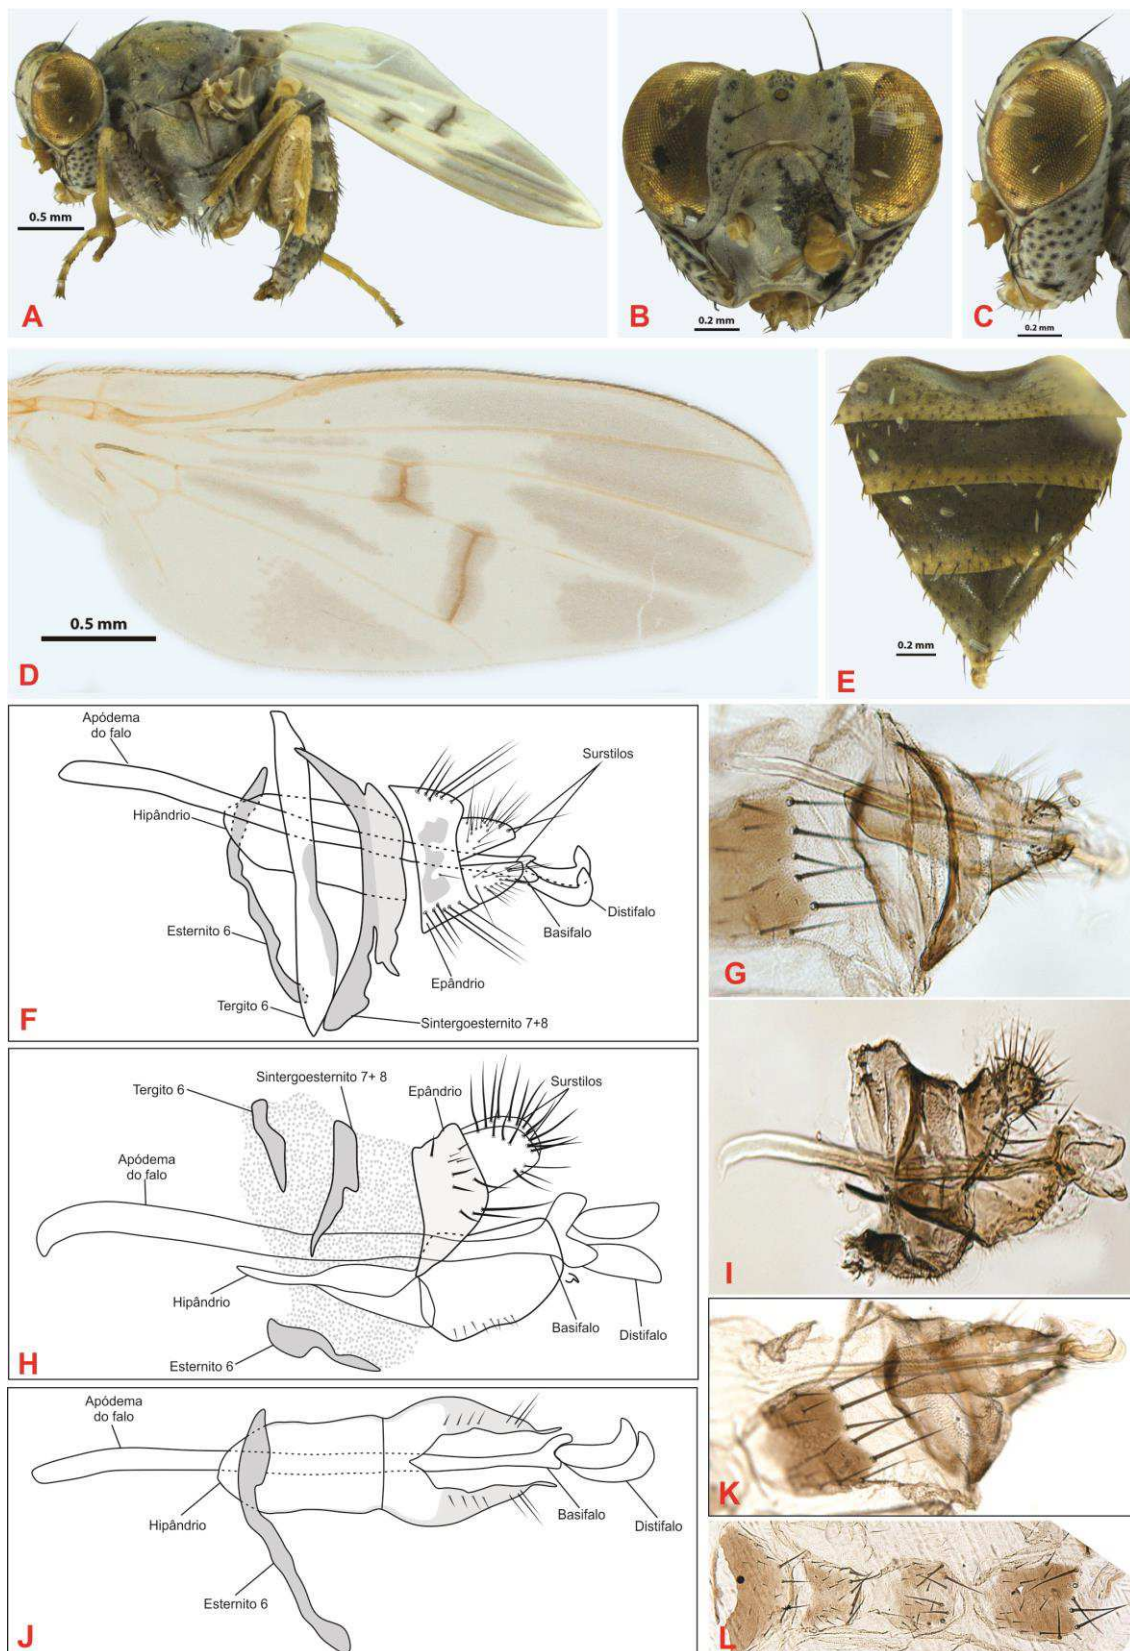 0.5 mm
A
0.2 mm
B
0.2 mm
C
0.5 mm
D
0.2 mm
E
Apódema
do falo
Surstilos
Hipândrio
Distifalo
Basifalo
Esternito 6
Epândrio
Tergito 6
Sintergoesternito 7+8
F
G
Sintergoesternito 7+ 8
Tergito 6
Epândrio
Surstilos
Apódema
do falo
Hipândrio
Basifalo
Distifalo
Esternito 6
H
I
Apódema
do falo
Basifalo
Distifalo
Hipândrio
Esternito 6
J
K
L